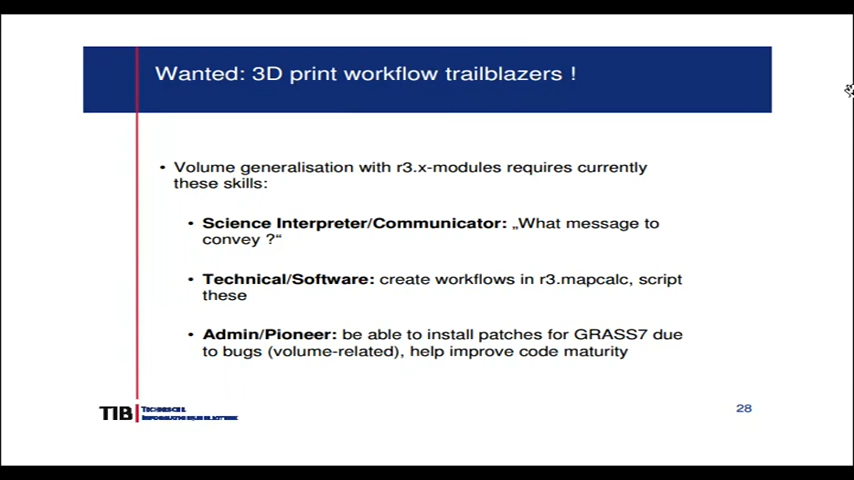 Wanted: 3D print workflow trailblazers !
• Volume generalisation with r3.x-modules requires currently
these skills:
• Science Interpreter/Communicator: „What message to
convey ?“
• Technical/Software: create workflows in r3.mapcalc, script
these
• Admin/Pioneer: be able to install patches for GRASS7 due
to bugs (volume-related), help improve code maturity
TIB
28